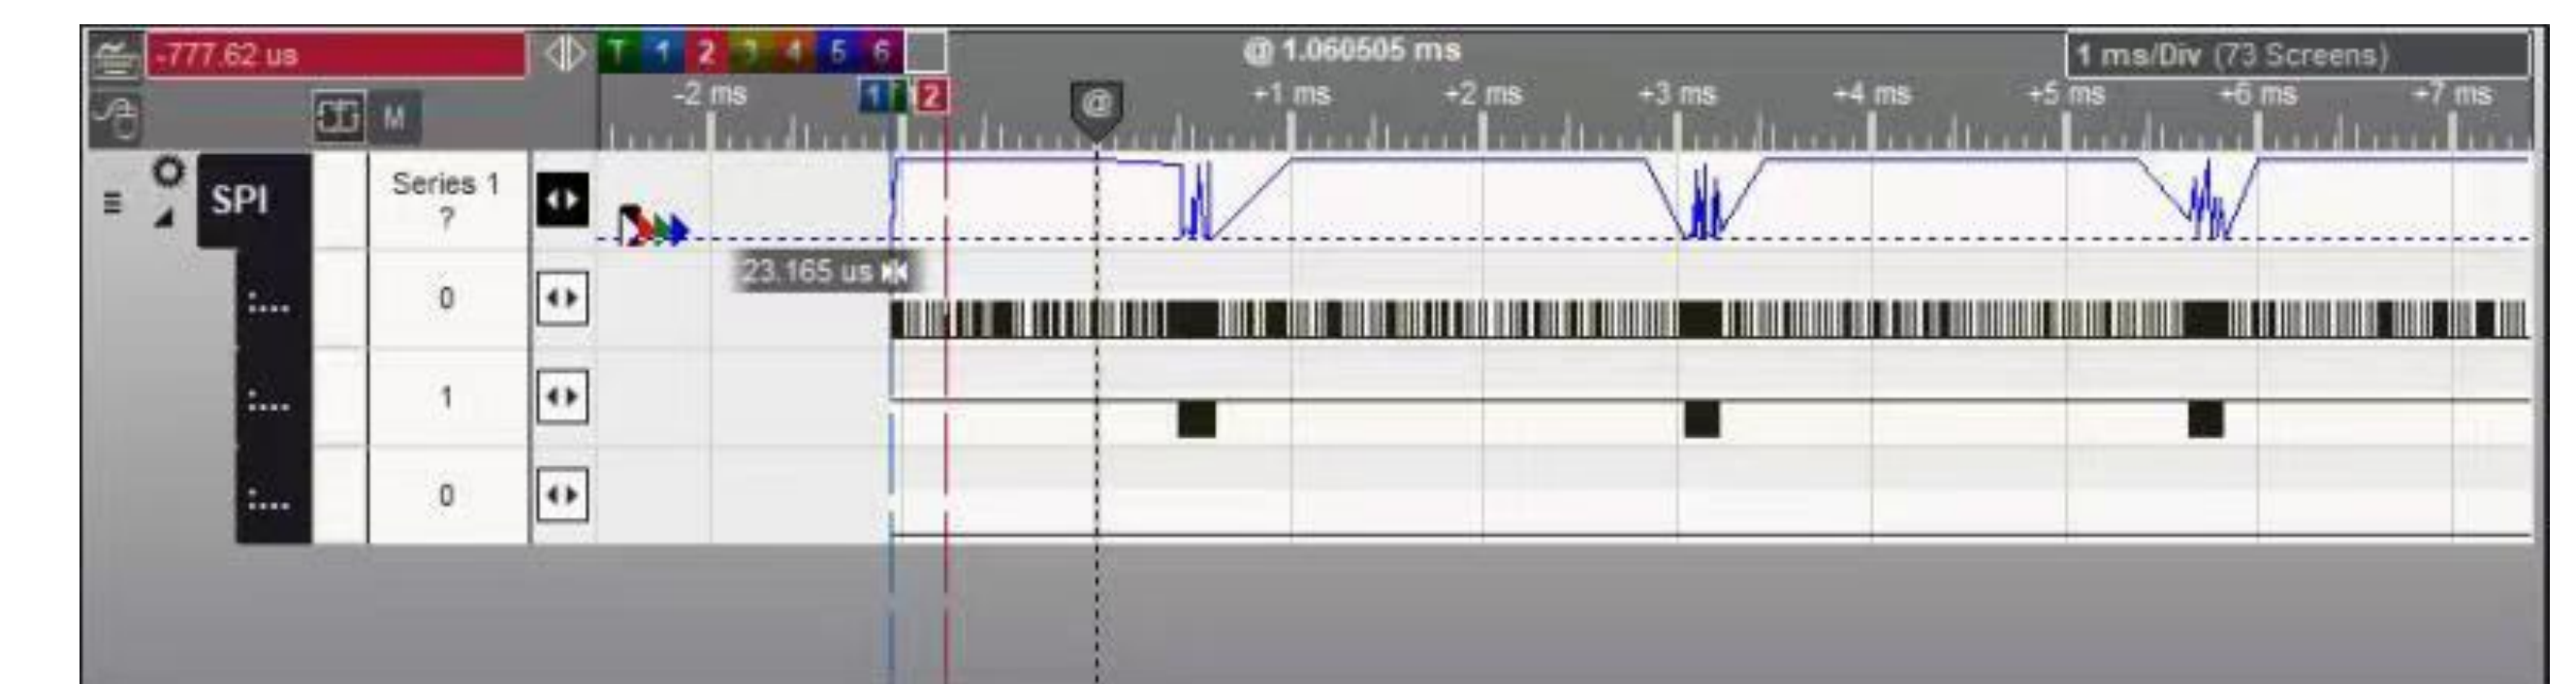 -777.62 us T 1 2 3 4 5 6 @ 1.060505 ms 1 ms/Div (73 Screens)
M -2 ms 1 T 2 @ +1 ms +2 ms +3 ms +4 ms +5 ms +6 ms +7 ms
SPI Series 1
?
23.165 us
:.... 0
:.... 1
:.... 0